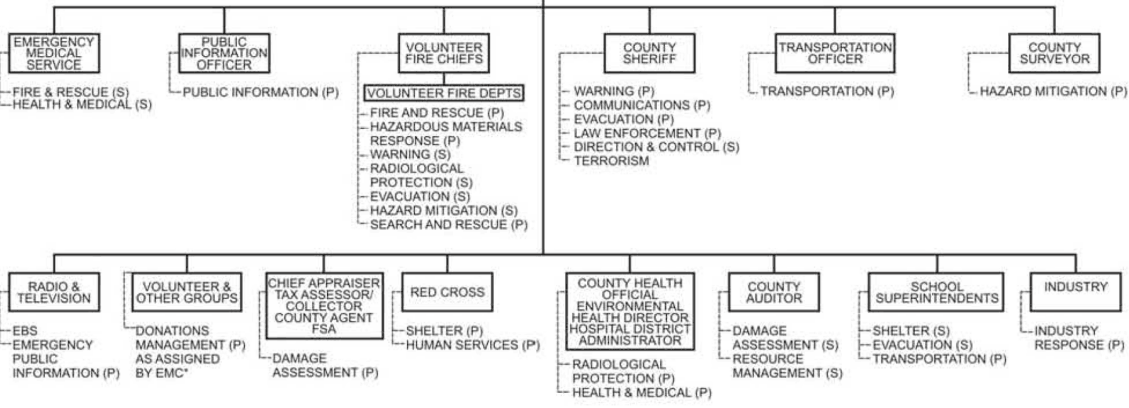 EMERGENCY
MEDICAL
SERVICE
FIRE & RESCUE (S)
HEALTH & MEDICAL (S)
PUBLIC
INFORMATION
OFFICER
PUBLIC INFORMATION (P)
VOLUNTEER
FIRE CHIEFS
VOLUNTEER FIRE DEPTS
FIRE AND RESCUE (P)
HAZARDOUS MATERIALS
RESPONSE (P)
WARNING (S)
RADIOLOGICAL
PROTECTION (S)
EVACUATION (S)
HAZARD MITIGATION (S)
SEARCH AND RESCUE (P)
COUNTY
SHERIFF
WARNING (P)
COMMUNICATIONS (P)
EVACUATION (P)
LAW ENFORCEMENT (P)
DIRECTION & CONTROL (S)
TERRORISM
TRANSPORTATION
OFFICER
TRANSPORTATION (P)
COUNTY
SURVEYOR
HAZARD MITIGATION (P)
RADIO &
TELEVISION
EBS
EMERGENCY
PUBLIC
INFORMATION (P)
VOLUNTEER &
OTHER GROUPS
DONATIONS
MANAGEMENT (P)
AS ASSIGNED
BY EMC*
CHIEF APPRAISER
TAX ASSESSOR/
COLLECTOR
COUNTY AGENT
FSA
DAMAGE
ASSESSMENT (P)
RED CROSS
SHELTER (P)
HUMAN SERVICES (P)
COUNTY HEALTH
OFFICIAL
ENVIRONMENTAL
HEALTH DIRECTOR
HOSPITAL DISTRICT
ADMINISTRATOR
RADIOLOGICAL
PROTECTION (P)
HEALTH & MEDICAL (P)
COUNTY
AUDITOR
DAMAGE
ASSESSMENT (S)
RESOURCE
MANAGEMENT (S)
SCHOOL
SUPERINTENDENTS
SHELTER (S)
EVACUATION (S)
TRANSPORTATION (P)
INDUSTRY
INDUSTRY
RESPONSE (P)